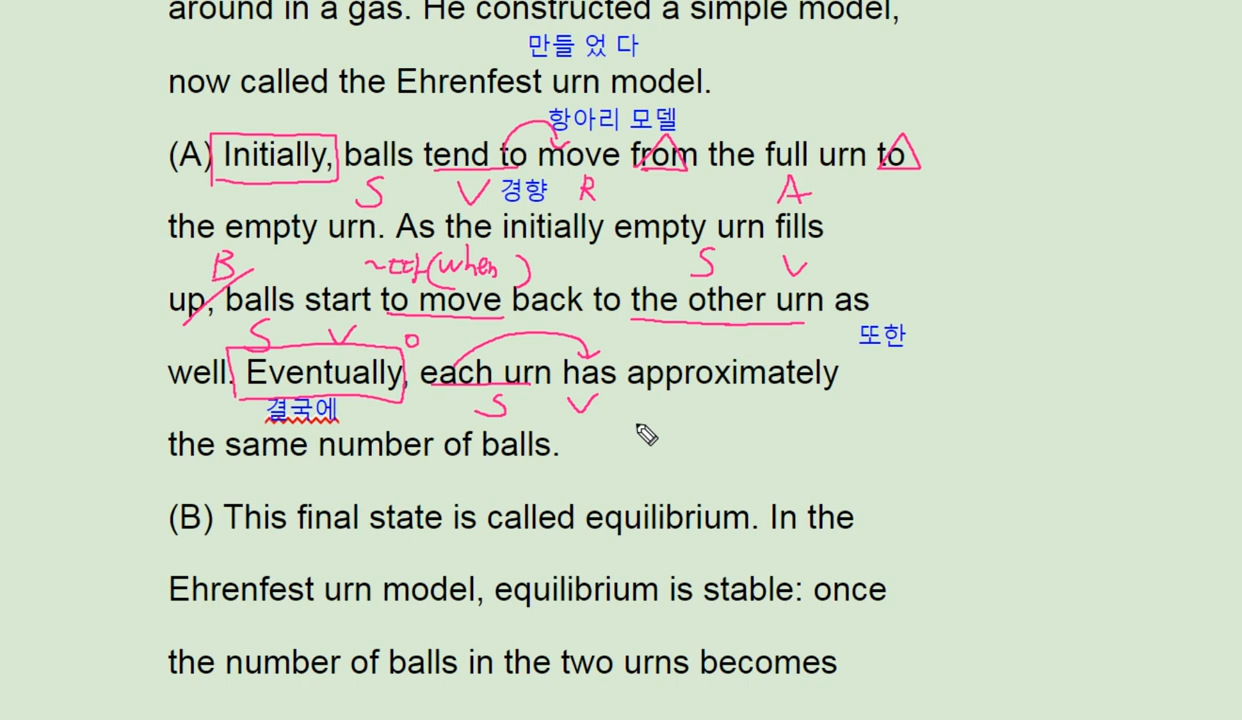 around in a gas. He constructed a simple model,
만들 었 다
now called the Ehrenfest urn model.
항아리 모델
(A) Initially, balls tend to move from the full urn to
S V 경향 R A
the empty urn. As the initially empty urn fills
B ~때(when ) S V
up, balls start to move back to the other urn as
S V o 또한
well. Eventually, each urn has approximately
결국에 S V
the same number of balls.
(B) This final state is called equilibrium. In the
Ehrenfest urn model, equilibrium is stable: once
the number of balls in the two urns becomes